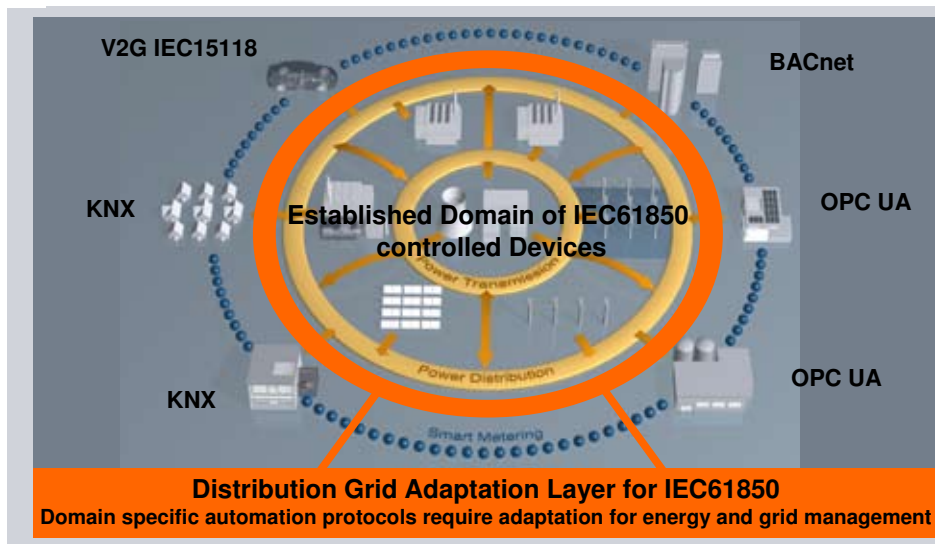 V2G IEC15118
BACnet
KNX
OPC UA
Established Domain of IEC61850
controlled Devices
Power Transmission
Power Distribution
KNX
OPC UA
Smart Metering
Distribution Grid Adaptation Layer for IEC61850
Domain specific automation protocols require adaptation for energy and grid management